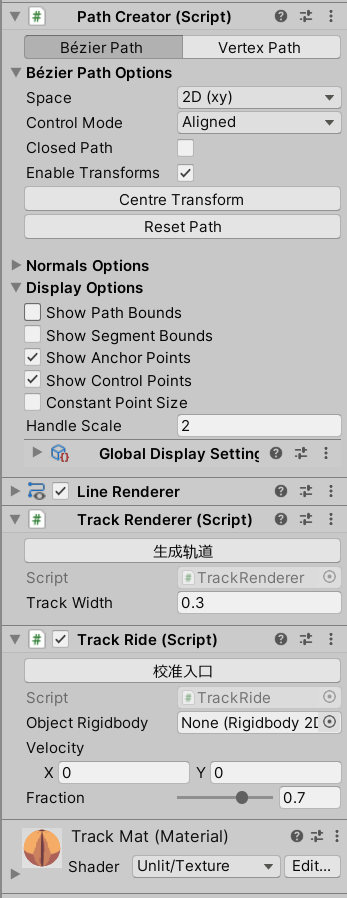 Path Creator (Script)
Bézier Path Vertex Path
Bézier Path Options
Space 2D (xy)
Control Mode Aligned
Closed Path
Enable Transforms
Centre Transform
Reset Path
Normals Options
Display Options
Show Path Bounds
Show Segment Bounds
Show Anchor Points
Show Control Points
Constant Point Size
Handle Scale 2
Global Display Setting
Line Renderer
# Track Renderer (Script)
生成轨道
Script # TrackRenderer
Track Width 0.3
# Track Ride (Script)
校准入口
Script # TrackRide
Object Rigidbody None (Rigidbody 2D
Velocity
X 0 Y 0
Fraction 0.7
Track Mat (Material)
Shader Unlit/Texture Edit...